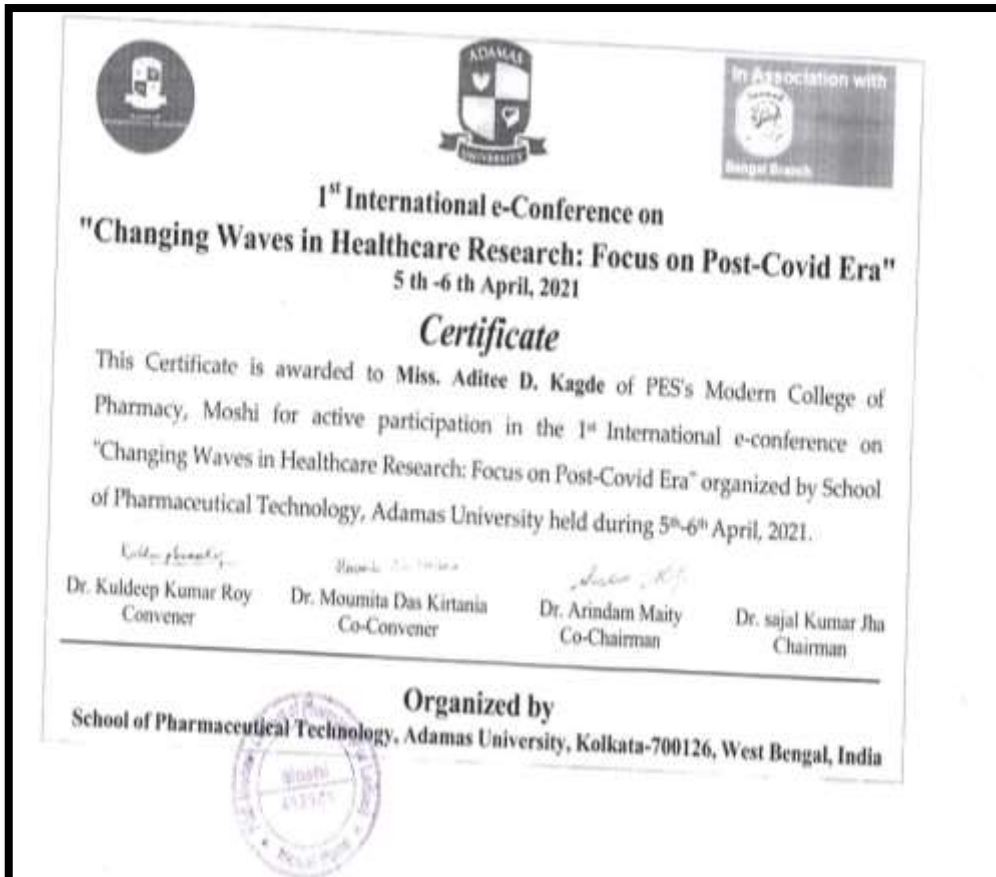 ADAMAS
UNIVERSITY
In Association with
Bengal Branch
1st International e-Conference on
"Changing Waves in Healthcare Research: Focus on Post-Covid Era"
5 th -6 th April, 2021
Certificate
This Certificate is awarded to Miss. Aditee D. Kagde of PES's Modern College of
Pharmacy, Moshi for active participation in the 1st International e-conference on
"Changing Waves in Healthcare Research: Focus on Post-Covid Era" organized by School
of Pharmaceutical Technology, Adamas University held during 5th-6th April, 2021.
Dr. Kuldeep Kumar Roy
Convener
Dr. Moumita Das Kirtania
Co-Convener
Dr. Arindam Maity
Co-Chairman
Dr. sajal Kumar Jha
Chairman
Organized by
School of Pharmaceutical Technology, Adamas University, Kolkata-700126, West Bengal, India
Moshi